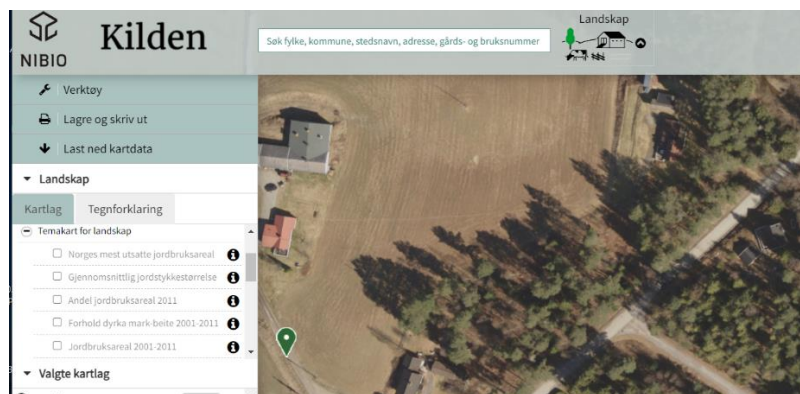 NIBIO
Kilden
Søk fylke, kommune, stedsnavn, adresse, gårds- og bruksnummer
Landskap
Verktøy
Lagre og skriv ut
Last ned kartdata
Landskap
Kartlag Tegnforklaring
Temakart for landskap
Norges mest utsatte jordbruksareal
Gjennomsnittlig jordstykkestørrelse
Andel jordbruksareal 2011
Forhold dyrka mark-beite 2001-2011
Jordbruksareal 2001-2011
Valgte kartlag